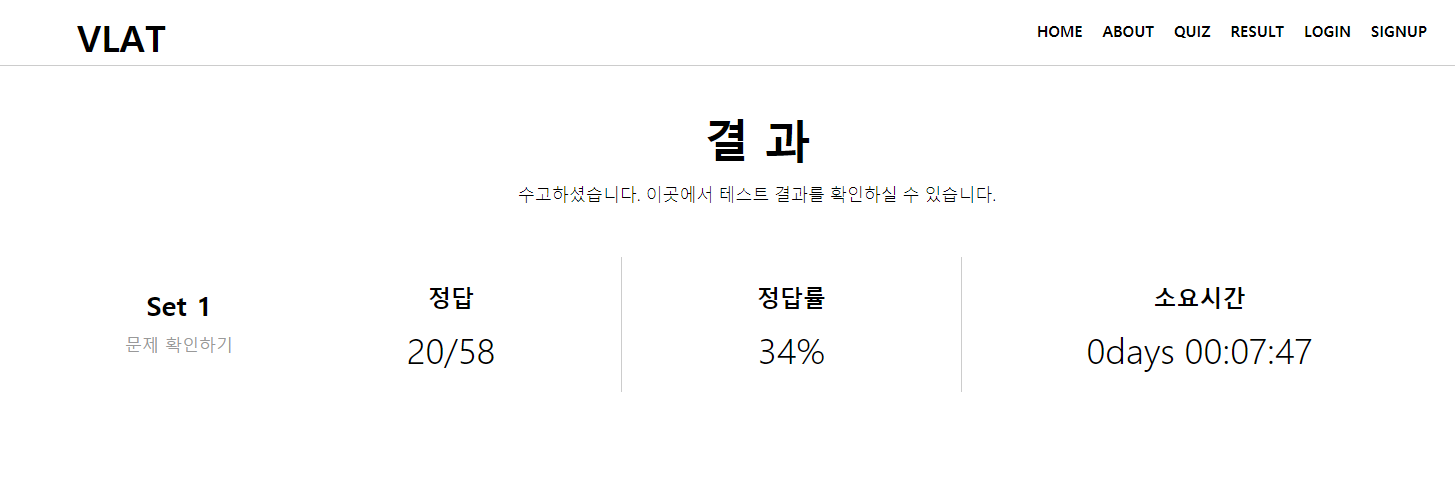 VLAT
HOME ABOUT QUIZ RESULT LOGIN SIGNUP
결 과
수고하셨습니다. 이곳에서 테스트 결과를 확인하실 수 있습니다.
Set 1
문제 확인하기
정답
20/58
정답률
34%
소요시간
0days 00:07:47